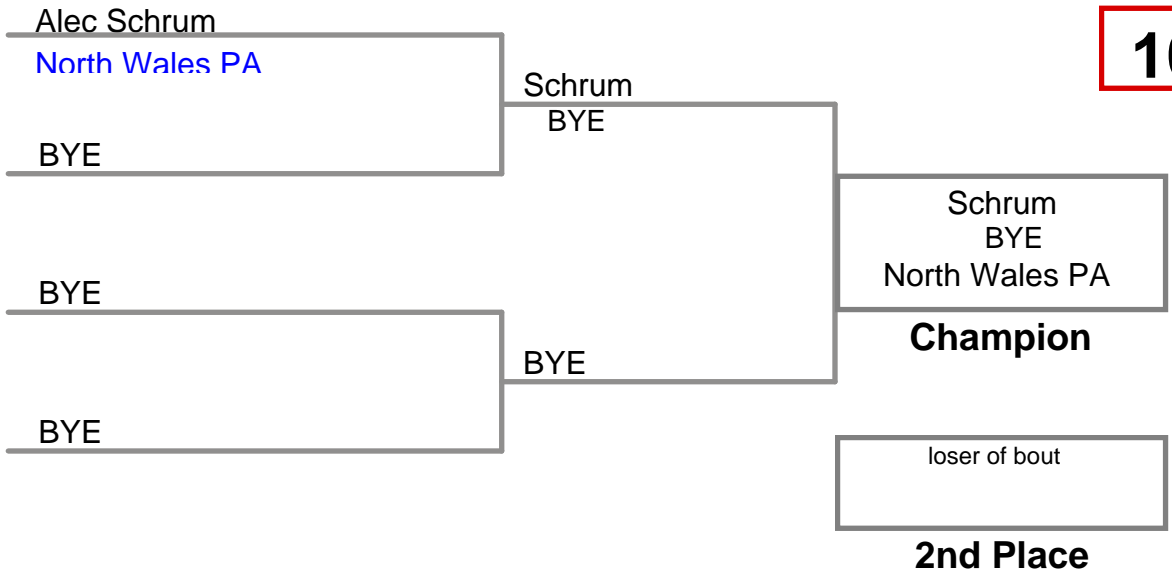 Alec Schrum
North Wales PA
BYE
BYE
BYE
Schrum
BYE
BYE
Schrum
BYE
North Wales PA
Champion
loser of bout
2nd Place